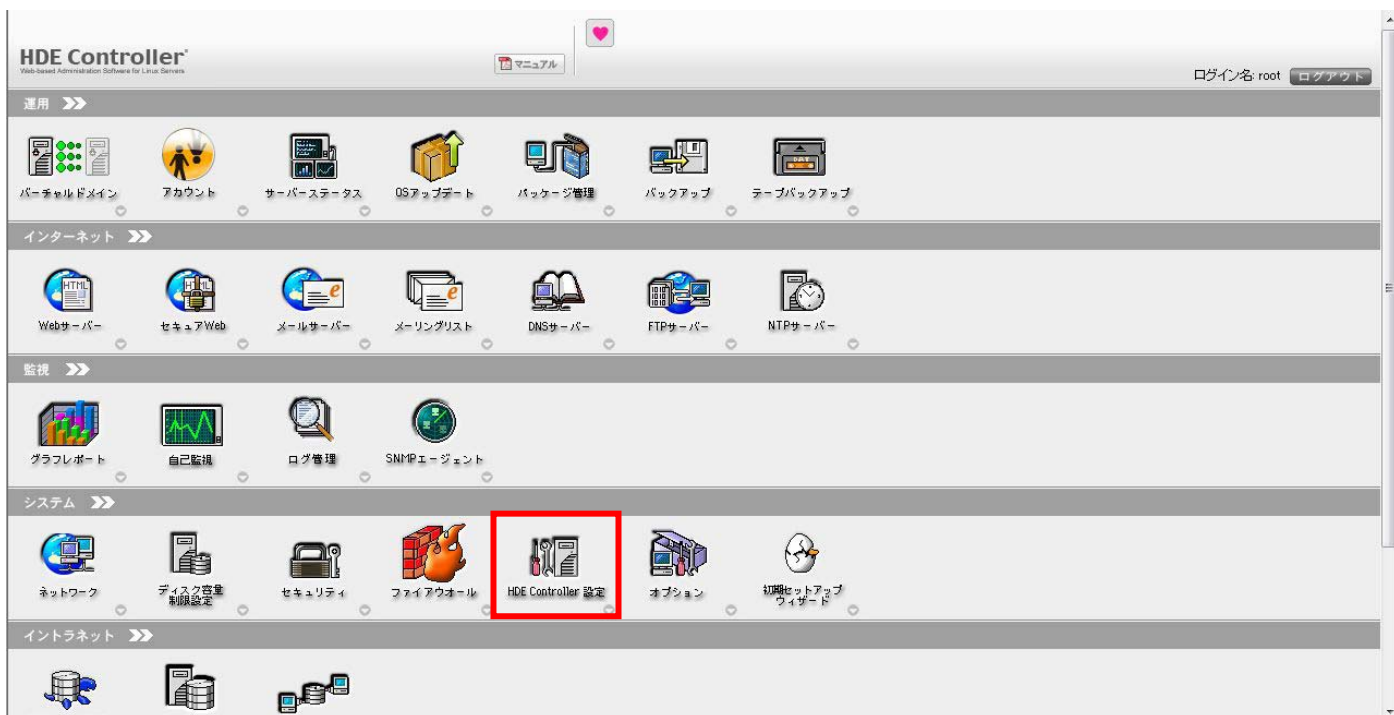 HDE Controller®
Web-based Administration Software for Linux Servers
マニュアル
ログイン名: root ログアウト
運用
バーチャルドメイン アカウント サーバーステータス OSアップデート パッケージ管理 バックアップ テープバックアップ
インターネット
Webサーバー セキュアWeb メールサーバー メーリングリスト DNSサーバー FTPサーバー NTPサーバー
監視
グラフレポート 自己監視 ログ管理 SNMPエージェント
システム
ネットワーク ディスク容量 セキュリティ ファイアウオール HDE Controller 設定 オプション 初期セットアップ
制限設定 ウィザード
イントラネット